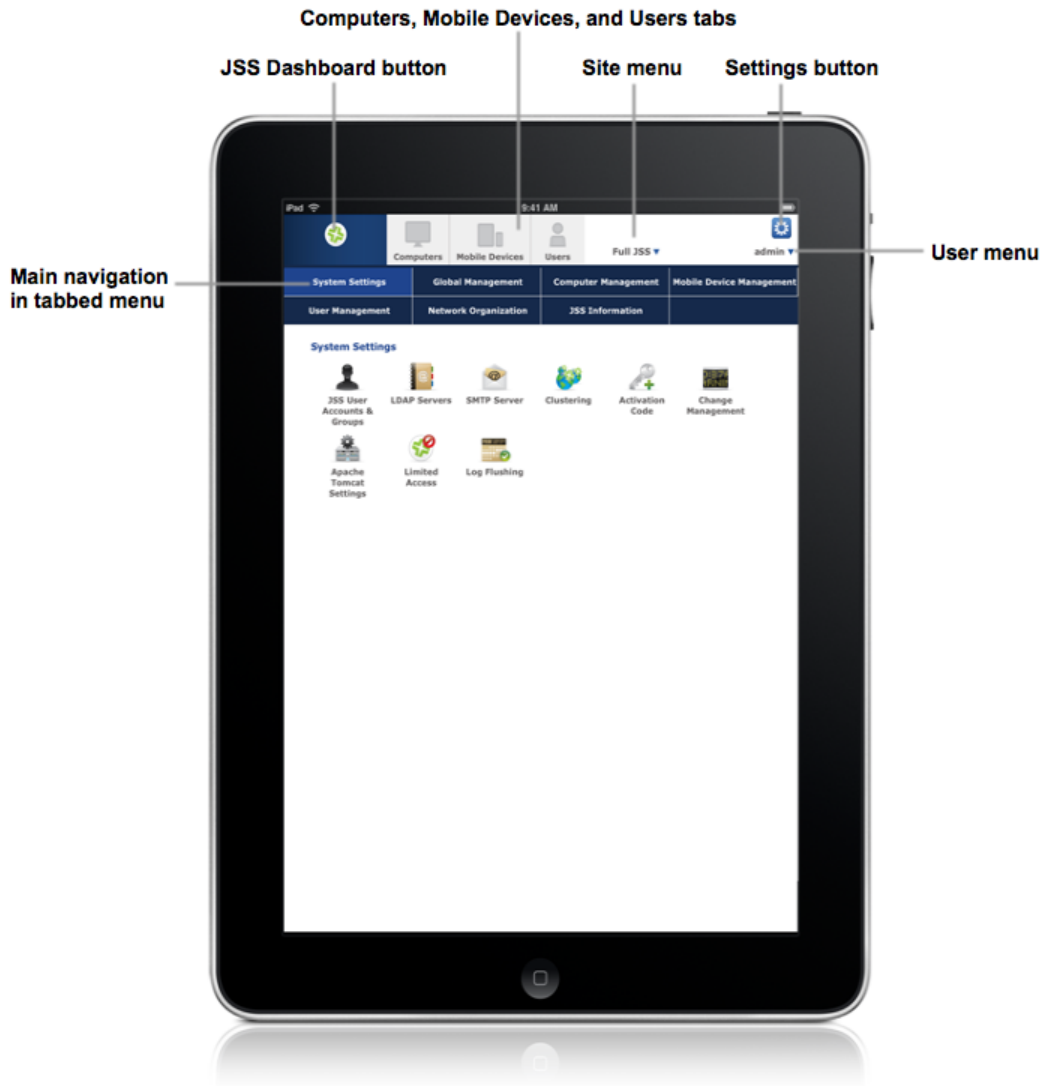 Computers, Mobile Devices, and Users tabs
JSS Dashboard button
Site menu
Settings button
iPad
9:41 AM
Computers
Mobile Devices
Users
Full JSS
admin
User menu
Main navigation
in tabbed menu
System Settings
Global Management
Computer Management
Mobile Device Management
User Management
Network Organization
JSS Information
System Settings
JSS User
Accounts &
Groups
LDAP Servers
SMTP Server
Clustering
Activation
Code
Change
Management
Apache
Tomcat
Settings
Limited
Access
Log Flushing